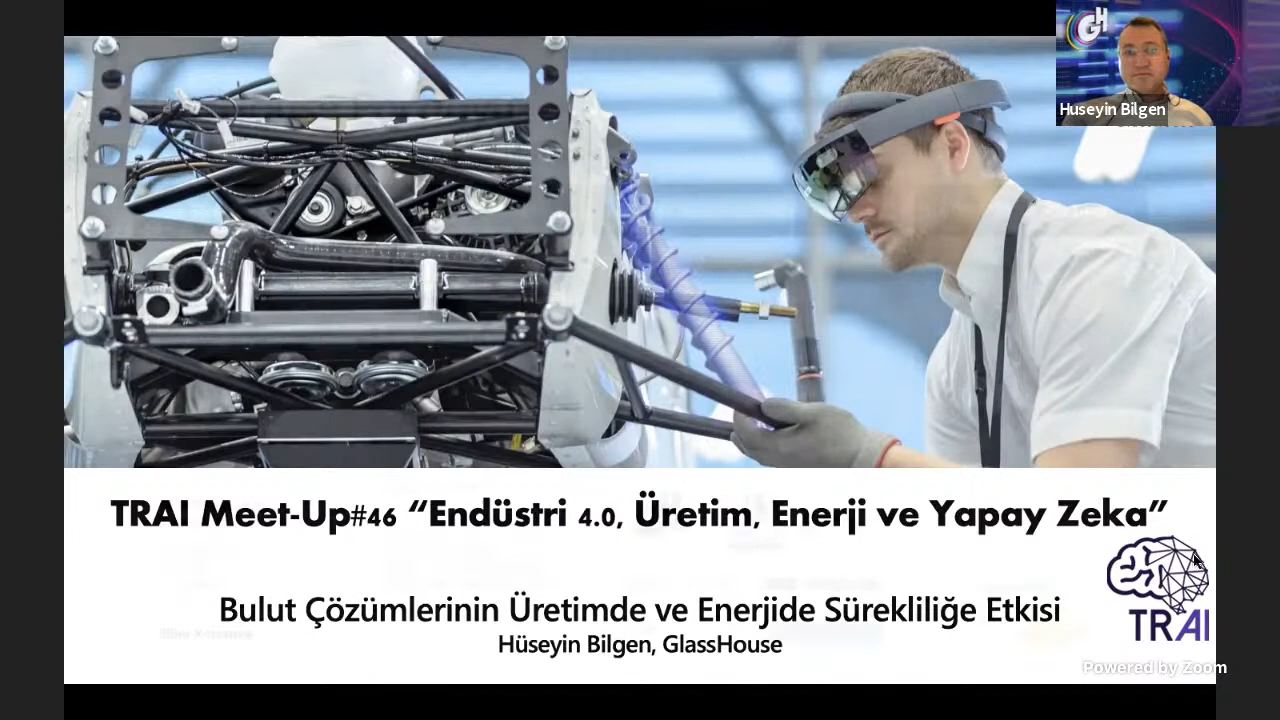 GH
Huseyin Bilgen
TRAI Meet-Up#46 “Endüstri 4.0, Üretim, Enerji ve Yapay Zeka”
Bulut Çözümlerinin Üretimde ve Enerjide Sürekliliğe Etkisi
Hüseyin Bilgen, GlassHouse
TRAI
Powered by Zoom